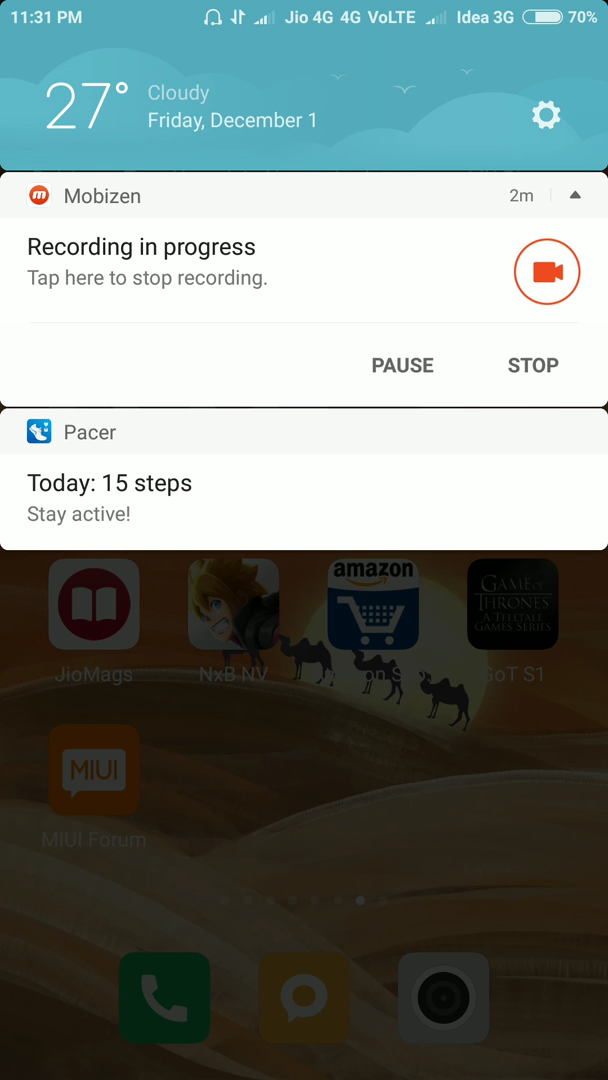 11:31 PM Jio 4G 4G VoLTE Idea 3G 70%
27° Cloudy
Friday, December 1
Mobizen 2m
Recording in progress
Tap here to stop recording.
PAUSE STOP
Pacer
Today: 15 steps
Stay active!
amazon
GAME OF
THRONES
A TELLTALE
GAMES SERIES
JioMags NxB NV GoT S1
MIUI
MIUI Forum